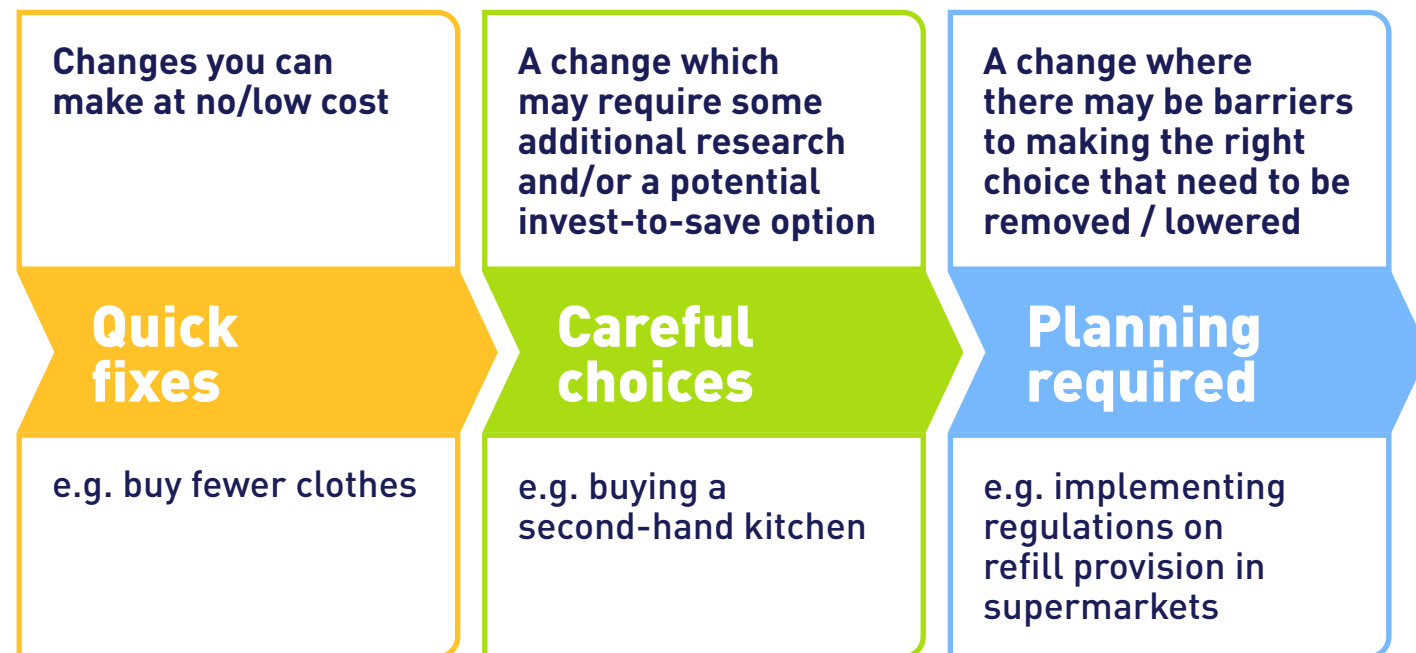 Changes you can
make at no/low cost
Quick
fixes
e.g. buy fewer clothes
A change which
may require some
additional research
and/or a potential
invest-to-save option
Careful
choices
e.g. buying a
second-hand kitchen
A change where
there may be barriers
to making the right
choice that need to be
removed / lowered
Planning
required
e.g. implementing
regulations on
refill provision in
supermarkets